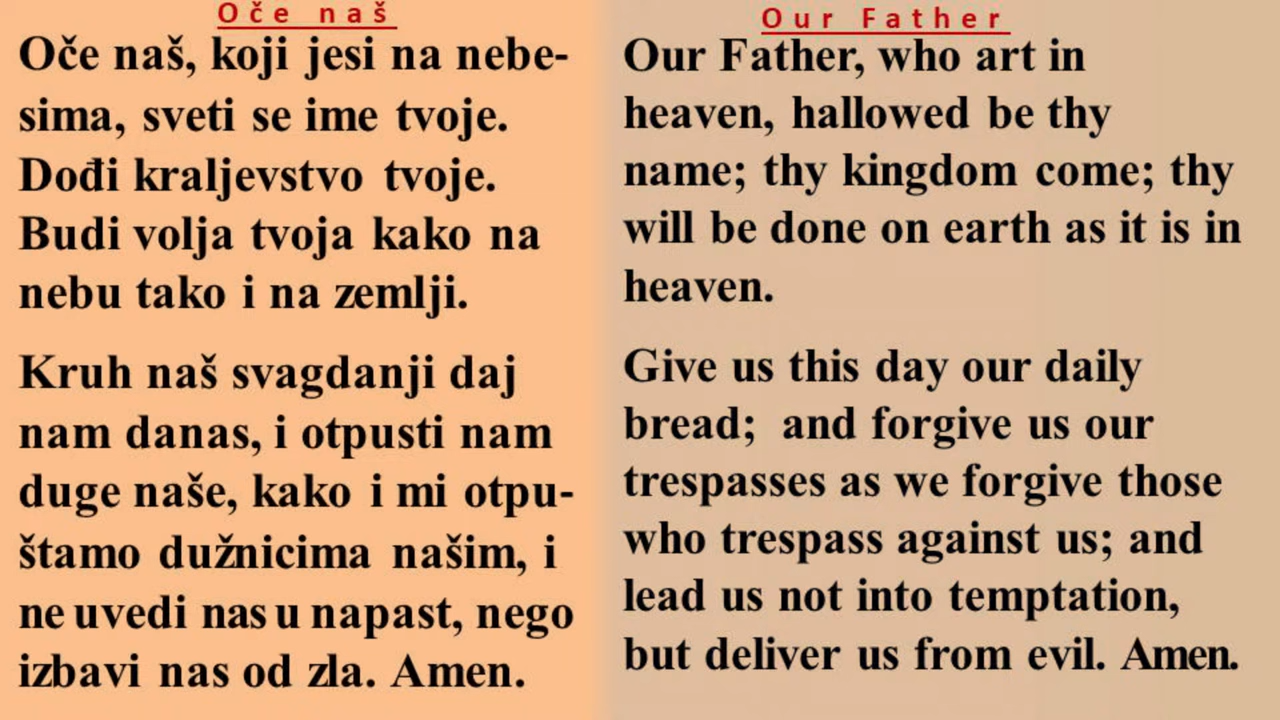 Oče naš
Oče naš, koji jesi na nebe-
sima, sveti se ime tvoje.
Dođi kraljevstvo tvoje.
Budi volja tvoja kako na
nebu tako i na zemlji.
Kruh naš svagdanji daj
nam danas, i otpusti nam
duge naše, kako i mi otpu-
štamo dužnicima našim, i
ne uvedi nas u napast, nego
izbavi nas od zla. Amen.
Our Father
Our Father, who art in
heaven, hallowed be thy
name; thy kingdom come; thy
will be done on earth as it is in
heaven.
Give us this day our daily
bread; and forgive us our
trespasses as we forgive those
who trespass against us; and
lead us not into temptation,
but deliver us from evil. Amen.